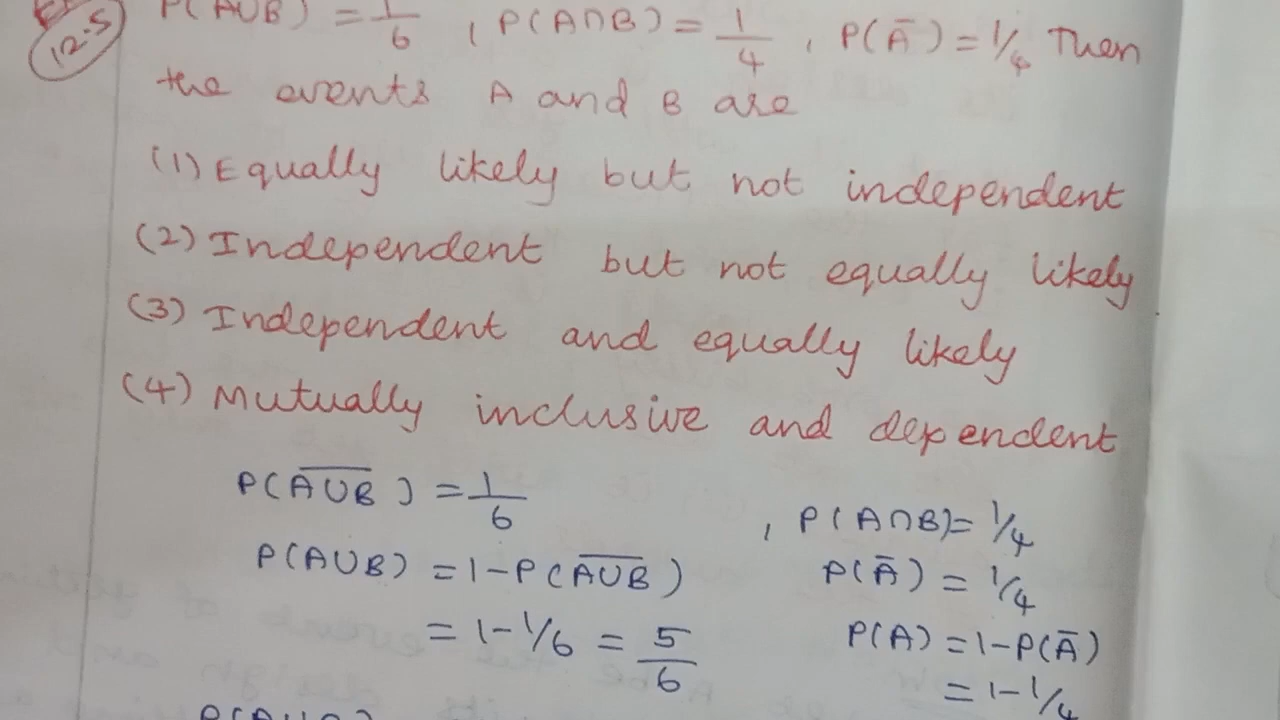 12.5
P(A̅U̅B̅) = 1/6 , P(A∩B) = 1/4 , P(Ā) = 1/4 Then
the events A and B are
(1) Equally likely but not independent
(2) Independent but not equally likely
(3) Independent and equally likely
(4) Mutually inclusive and dependent
P(A̅U̅B̅) = 1/6 , P(A∩B) = 1/4
P(AUB) = 1-P(A̅U̅B̅) P(Ā) = 1/4
= 1-1/6 = 5/6 P(A) = 1-P(Ā)
= 1-1/4